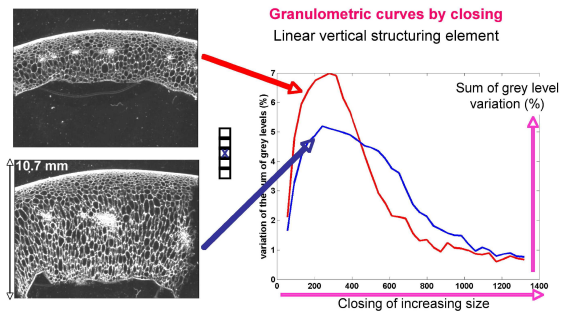 Granulometric curves by closing
Linear vertical structuring element
10.7 mm
X
variation of the sum of grey levels (%)
7
6
5
4
3
2
1
0
Sum of grey level
variation (%)
0 200 400 600 800 1000 1200 1400
Closing of increasing size